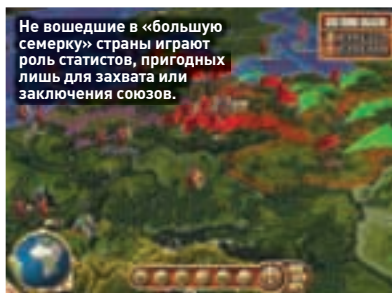 Не вошедшие в «большую
семерку» страны играют
роль статистов, пригодных
лишь для захвата или
заключения союзов.